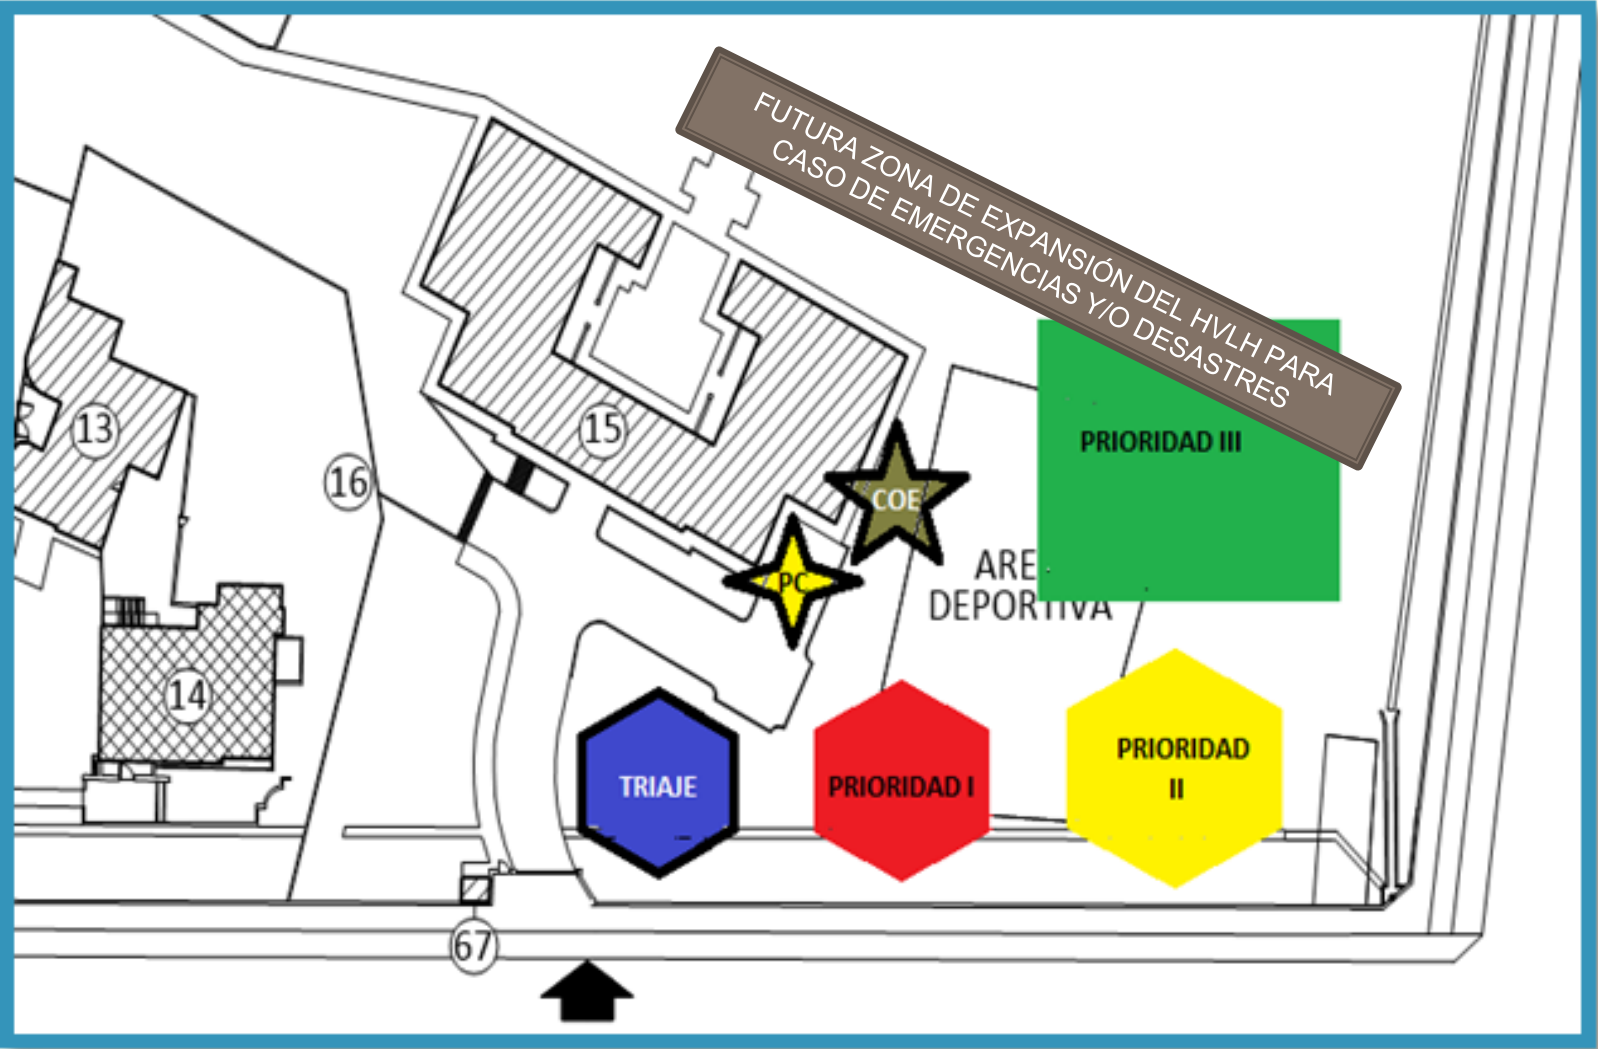 FUTURA ZONA DE EXPANSIÓN DEL HVLH PARA
CASO DE EMERGENCIAS Y/O DESASTRES
13
15
16
PRIORIDAD III
COE
PC
ARE
DEPORTIVA
14
TRIAJE
PRIORIDAD I
PRIORIDAD
II
67